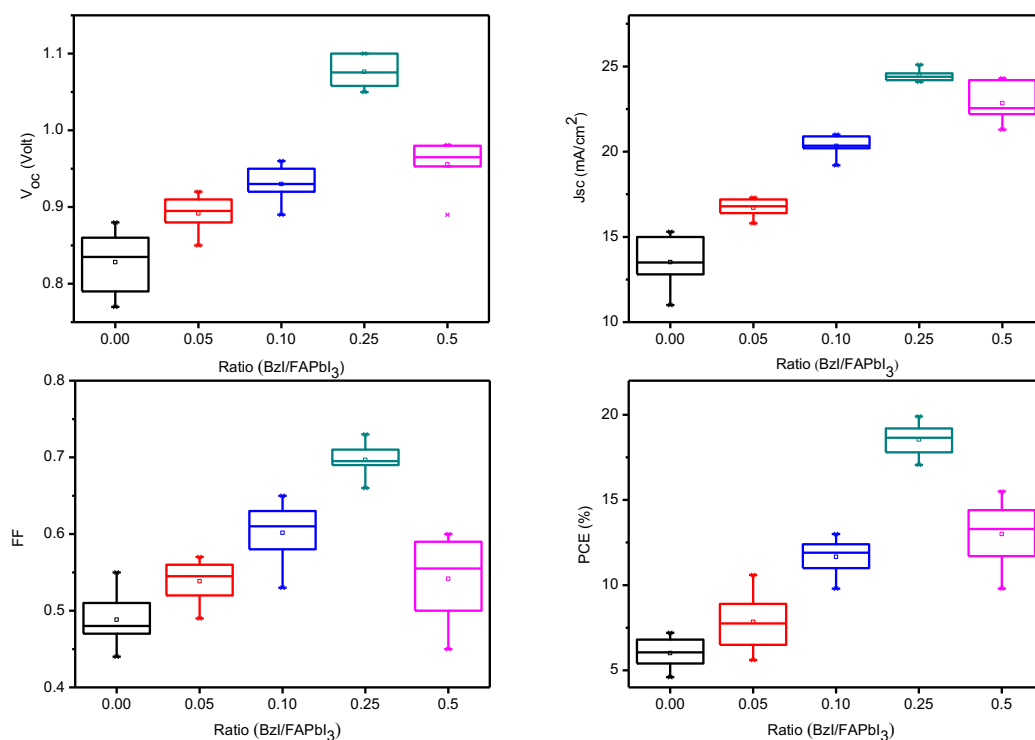 1.1
1.0
0.9
0.8
Voc (Volt)
0.00 0.05 0.10 0.25 0.5
Ratio (BzI/FAPbI3)
25
20
15
10
Jsc (mA/cm2)
0.00 0.05 0.10 0.25 0.5
Ratio (BzI/FAPbI3)
0.8
0.7
0.6
0.5
0.4
FF
0.00 0.05 0.10 0.25 0.5
Ratio (BzI/FAPbI3)
20
15
10
5
PCE (%)
0.00 0.05 0.10 0.25 0.5
Ratio (BzI/FAPbI3)